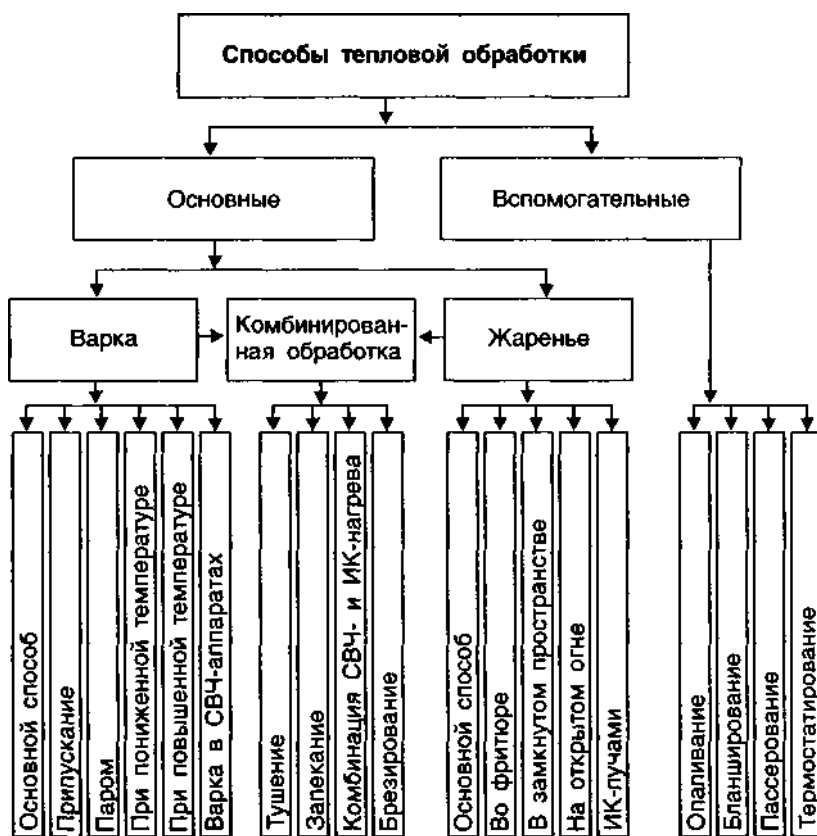 Способы тепловой обработки
Основные
Вспомогательные
Варка
Комбинирован-
ная обработка
Жаренье
Основной способ
Припускание
Паром
При пониженной температуре
При повышенной температуре
Варка в СВЧ-аппаратах
Тушение
Запекание
Комбинация СВЧ- и ИК-нагрева
Брезирование
Основной способ
Во фритюре
В замкнутом пространстве
На открытом огне
ИК-лучами
Опаливание
Бланширование
Пассерование
Термостатирование